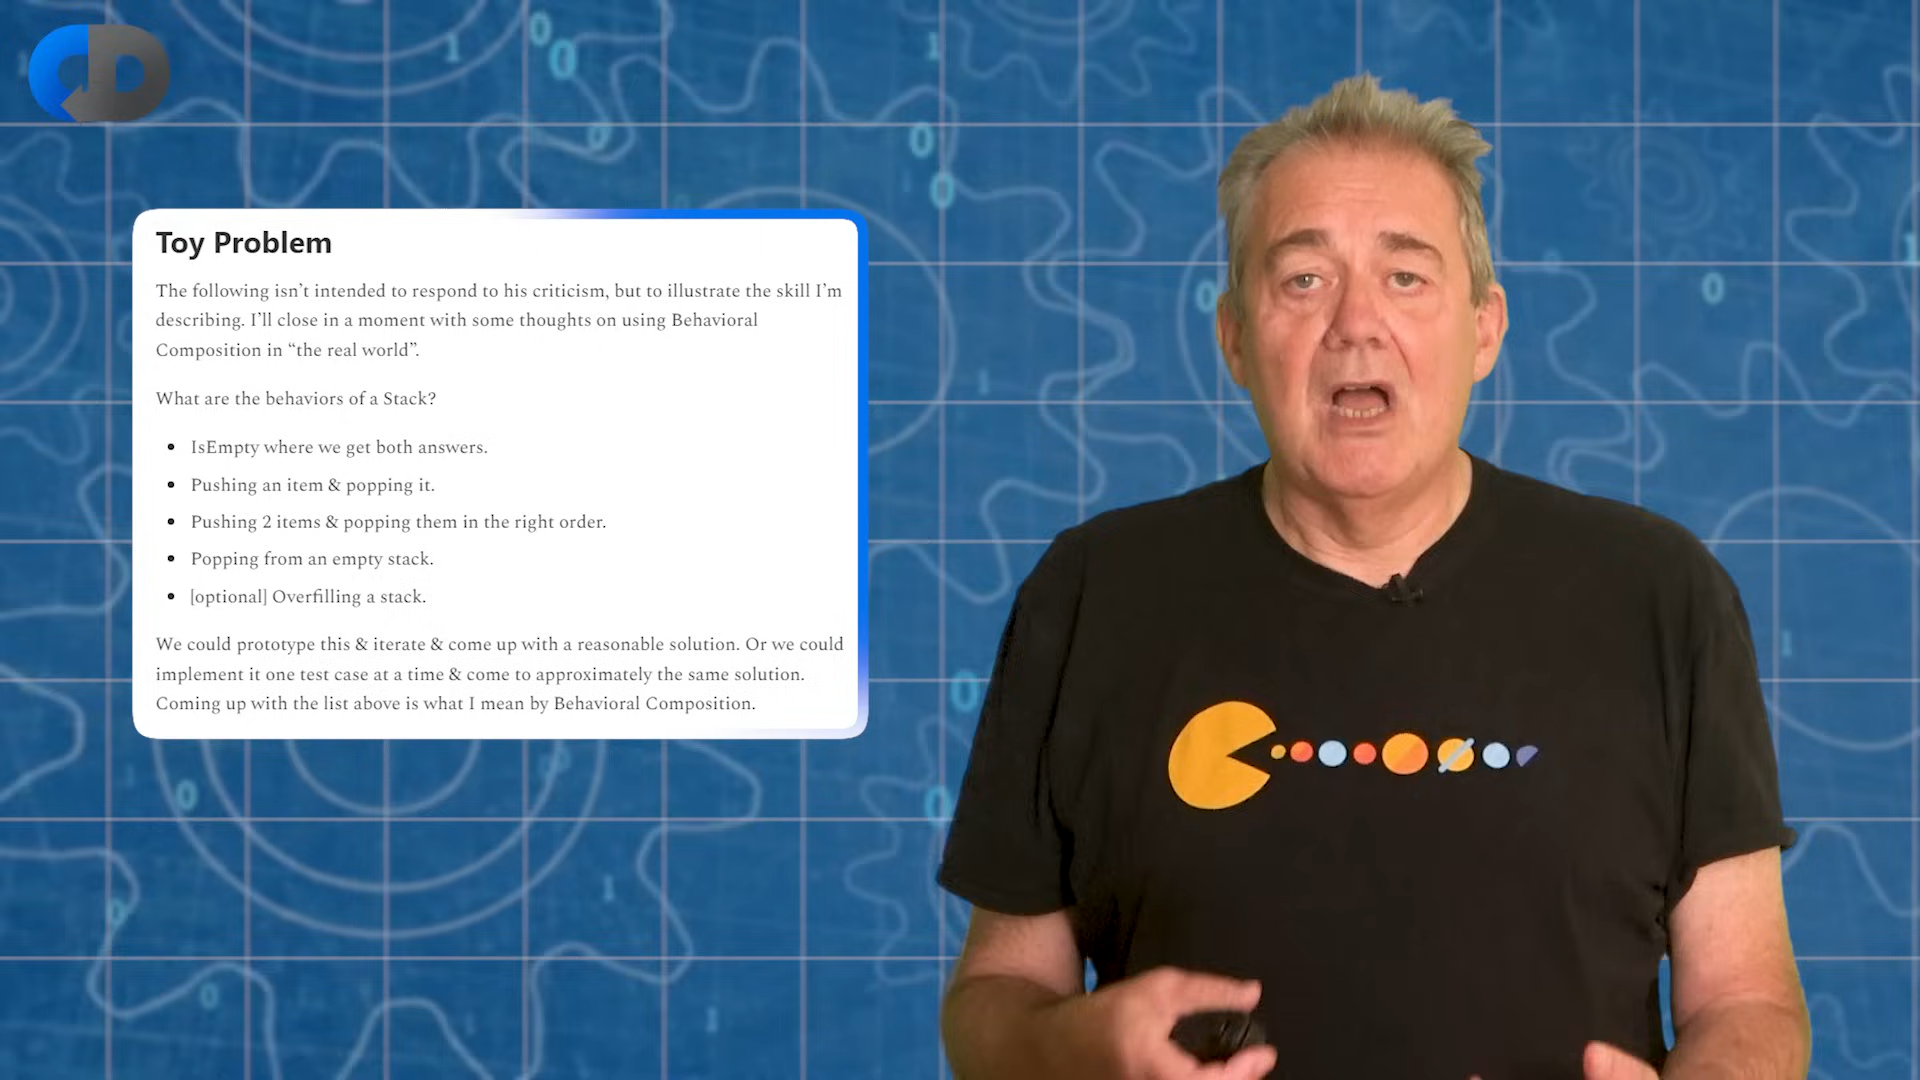 Toy Problem
The following isn't intended to respond to his criticism, but to illustrate the skill I'm
describing. I'll close in a moment with some thoughts on using Behavioral
Composition in “the real world”.
What are the behaviors of a Stack?
• IsEmpty where we get both answers.
• Pushing an item & popping it.
• Pushing 2 items & popping them in the right order.
• Popping from an empty stack.
• [optional] Overfilling a stack.
We could prototype this & iterate & come up with a reasonable solution. Or we could
implement it one test case at a time & come to approximately the same solution.
Coming up with the list above is what I mean by Behavioral Composition.